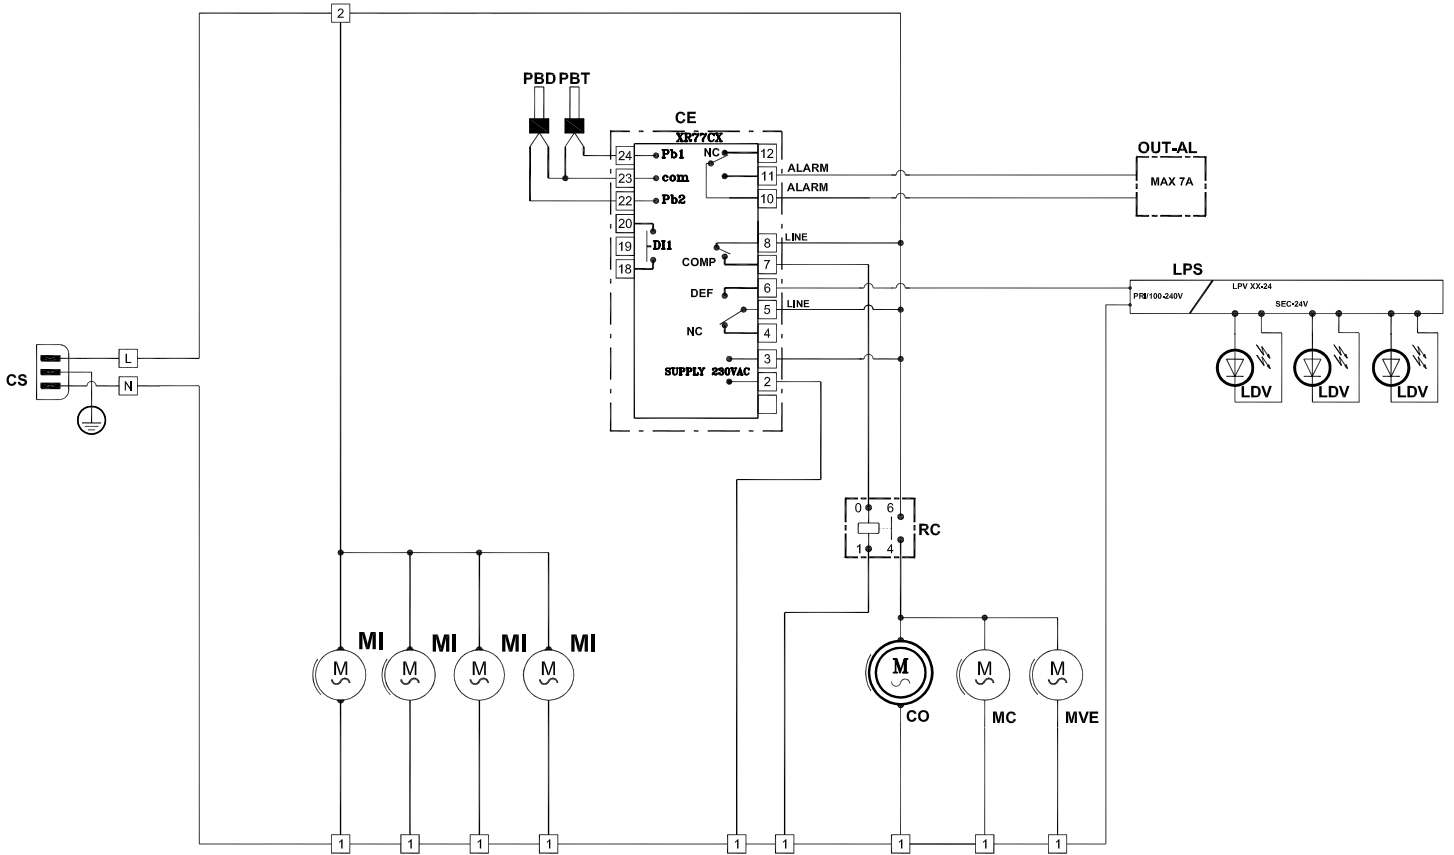 2
PBD PBT
CE
XR77CX
24 Pb1 NC 12
OUT-AL
23 com 11 ALARM
MAX 7A
22 Pb2 10 ALARM
20
19 DI1 8 LINE
18 COMP 7
LPS
DEF 6
LPV XX-24
PRI/100-240V
SEC-24V
5 LINE
NC 4
L
3
CS
SUPPLY 230VAC 2
N
LDV LDV LDV
0 6
RC
1 4
MI MI MI MI
M M M M M M M
CO MC MVE
1 1 1 1 1 1 1 1 1